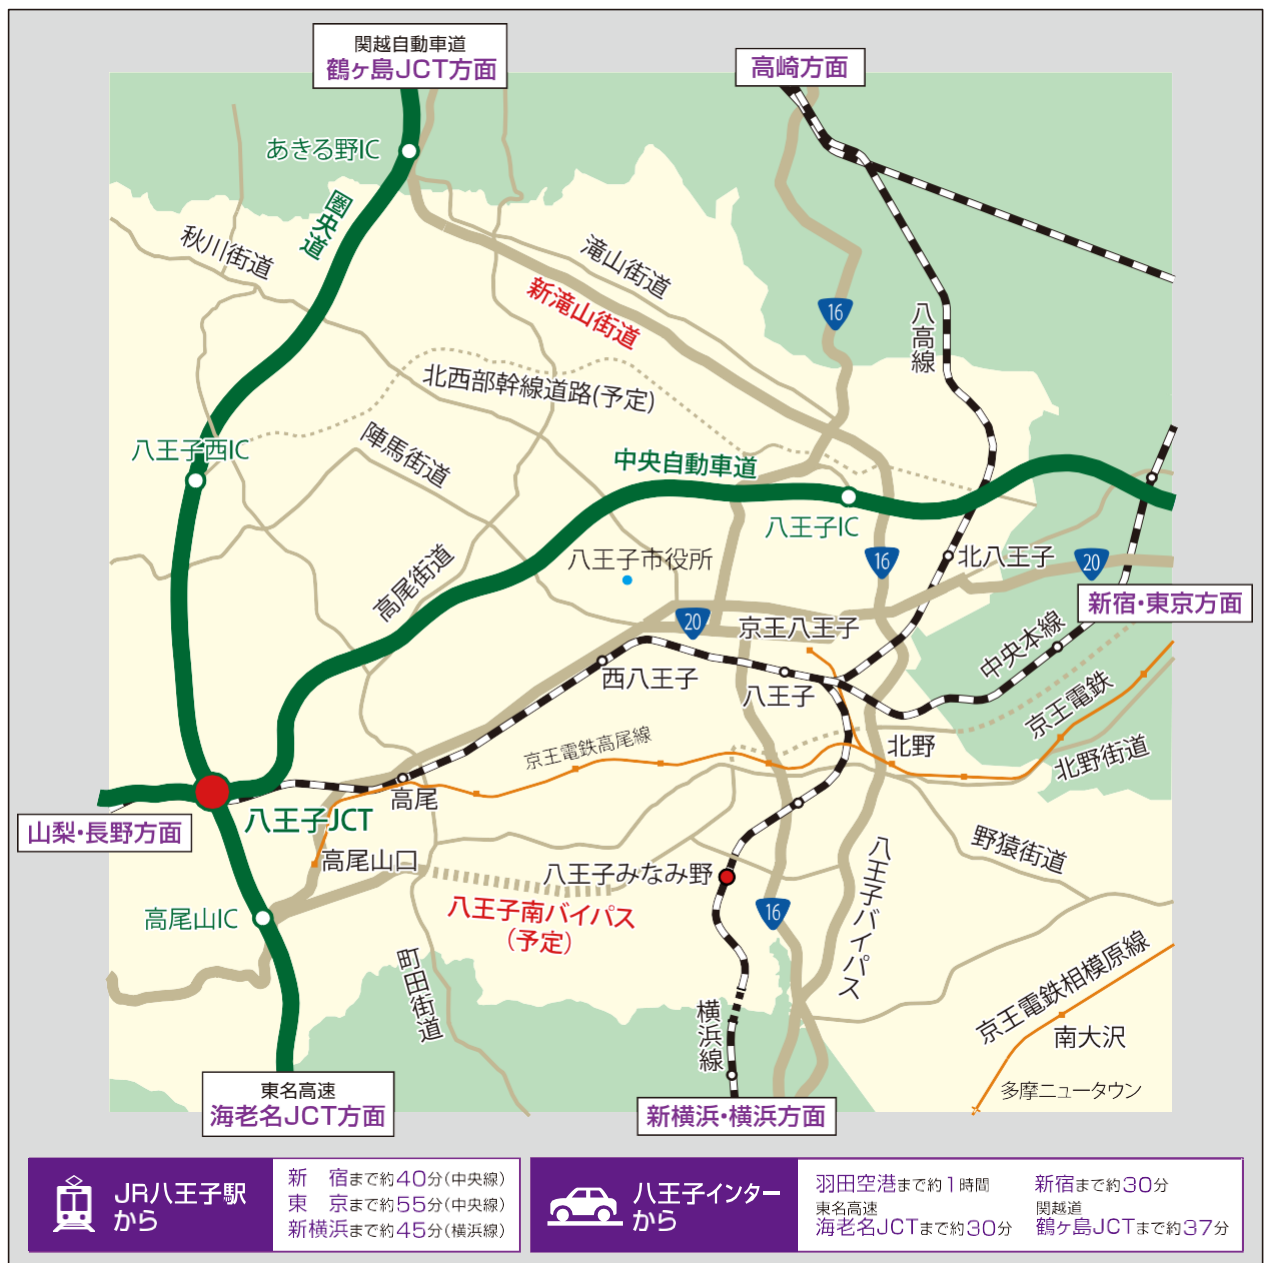 関越自動車道
鶴ヶ島JCT方面
高崎方面
あきる野IC
圏央道
秋川街道
滝山街道
新滝山街道
16
八高線
北西部幹線道路(予定)
八王子西IC
陣馬街道
中央自動車道
八王子IC
高尾街道
八王子市役所
16
北八王子
20
新宿・東京方面
20
京王八王子
中央本線
西八王子
八王子
京王電鉄
北野
京王電鉄高尾線
北野街道
高尾
八王子JCT
山梨・長野方面
高尾山口
八王子みなみ野
野猿街道
八王子バイパス
高尾山IC
八王子南バイパス
(予定)
16
町田街道
横浜線
京王電鉄相模原線
南大沢
多摩ニュータウン
東名高速
海老名JCT方面
新横浜・横浜方面
JR八王子駅
から
新　宿まで約40分(中央線)
東　京まで約55分(中央線)
新横浜まで約45分(横浜線)
八王子インター
から
羽田空港まで約1時間
東名高速
海老名JCTまで約30分
新宿まで約30分
関越道
鶴ヶ島JCTまで約37分